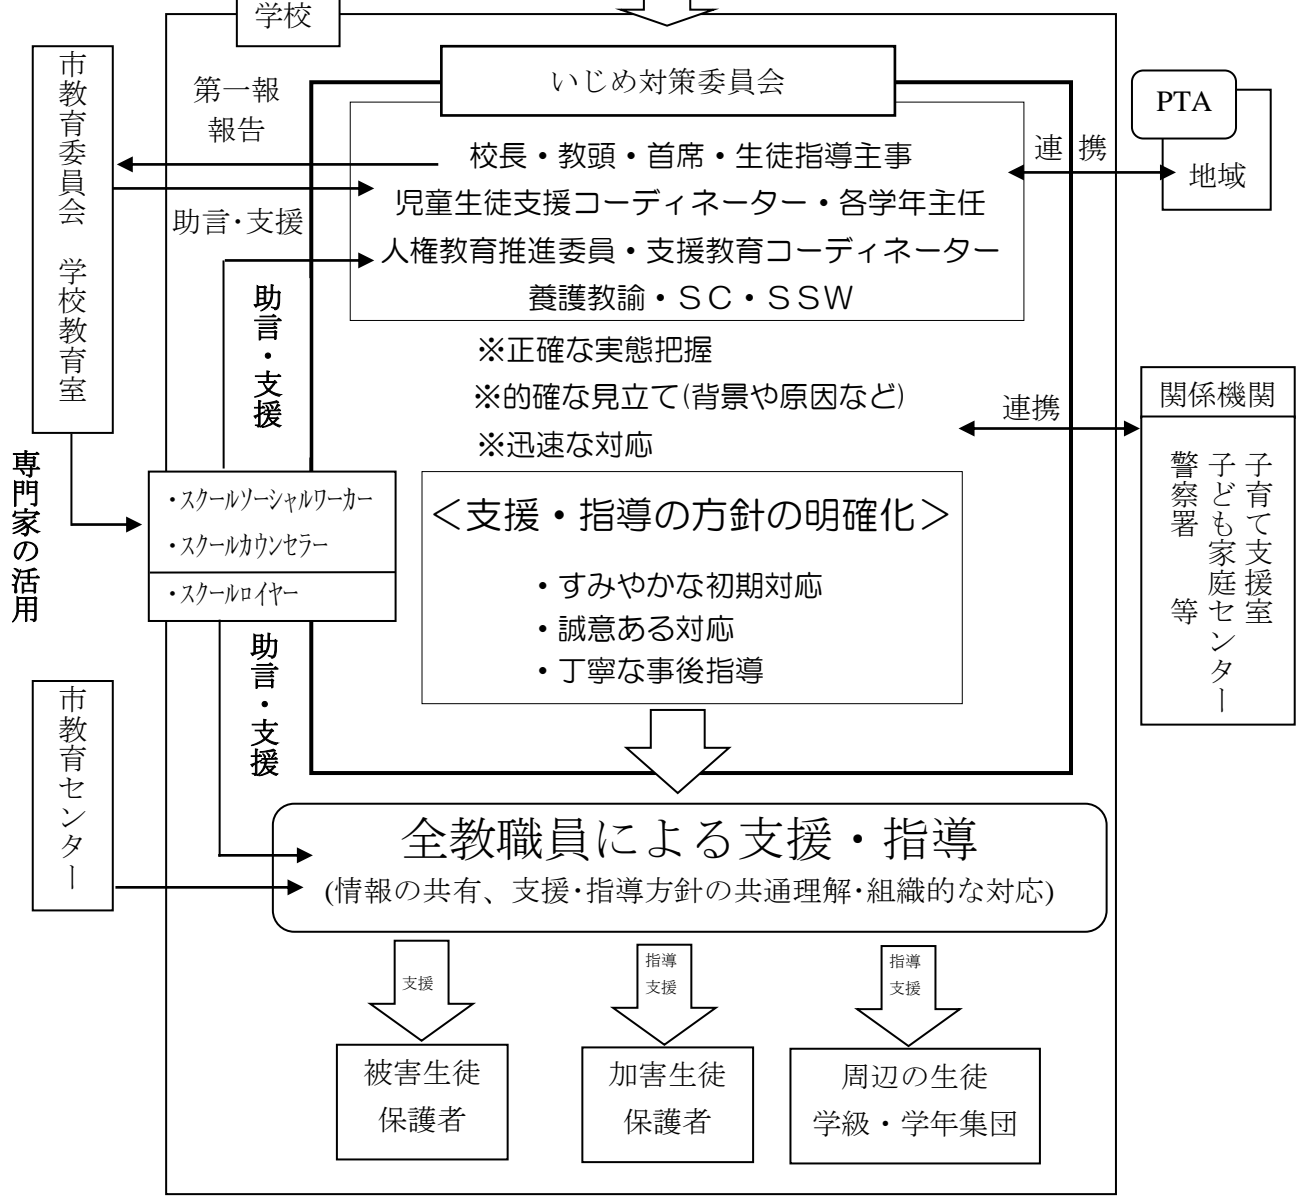 学校
市教育委員会　学校教育室
第一報
報告
助言･支援
いじめ対策委員会
校長・教頭・首席・生徒指導主事
児童生徒支援コーディネーター・各学年主任
人権教育推進委員・支援教育コーディネーター
養護教諭・ＳＣ・ＳＳＷ
連 携
PTA
地域
助言・支援
※正確な実態把握
※的確な見立て(背景や原因など)
※迅速な対応
連携
関係機関
子育て支援室
子ども家庭センター
警察署　等
専門家の活用
・スクールソーシャルワーカー
・スクールカウンセラー
・スクールロイヤー
＜支援・指導の方針の明確化＞
・すみやかな初期対応
・誠意ある対応
・丁寧な事後指導
助言・支援
市教育センター
全教職員による支援・指導
(情報の共有、支援･指導方針の共通理解･組織的な対応)
支援
指導
支援
指導
支援
被害生徒
保護者
加害生徒
保護者
周辺の生徒
学級・学年集団